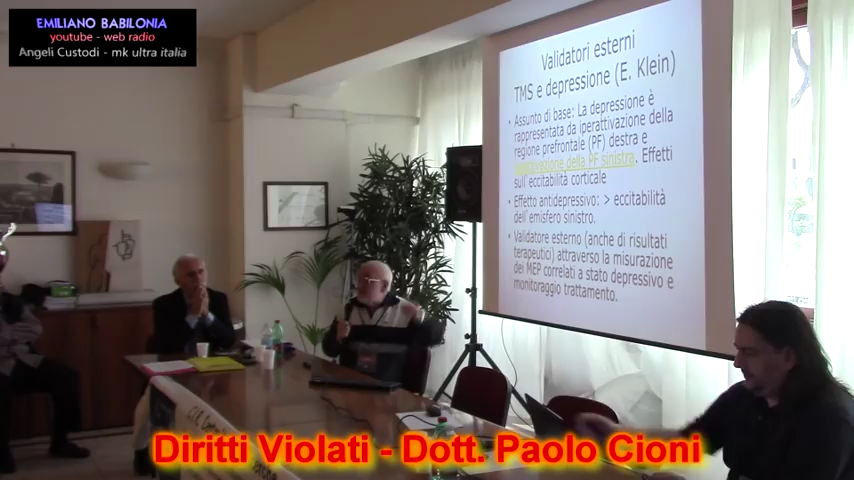 EMILIANO BABILONIA
youtube - web radio
Angeli Custodi - mk ultra italia
Validatori esterni
TMS e depressione (E. Klein)
• Assunto di base: La depressione è
rappresentata da iperattivazione della
regione prefrontale (PF) destra e
della PF sinistra. Effetti
sull'eccitabilità corticale
• Effetto antidepressivo: > eccitabilità
dell'emisfero sinistro.
• Validatore esterno (anche di risultati
terapeutici) attraverso la misurazione
dei MEP correlati a stato depressivo e
monitoraggio trattamento.
Diritti Violati - Dott. Paolo Cioni